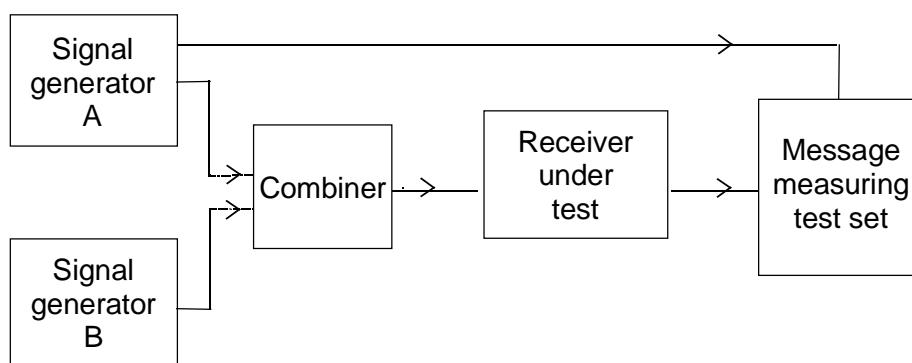 Signal
generator
A
Combiner
Receiver
under
test
Message
measuring
test set
Signal
generator
B